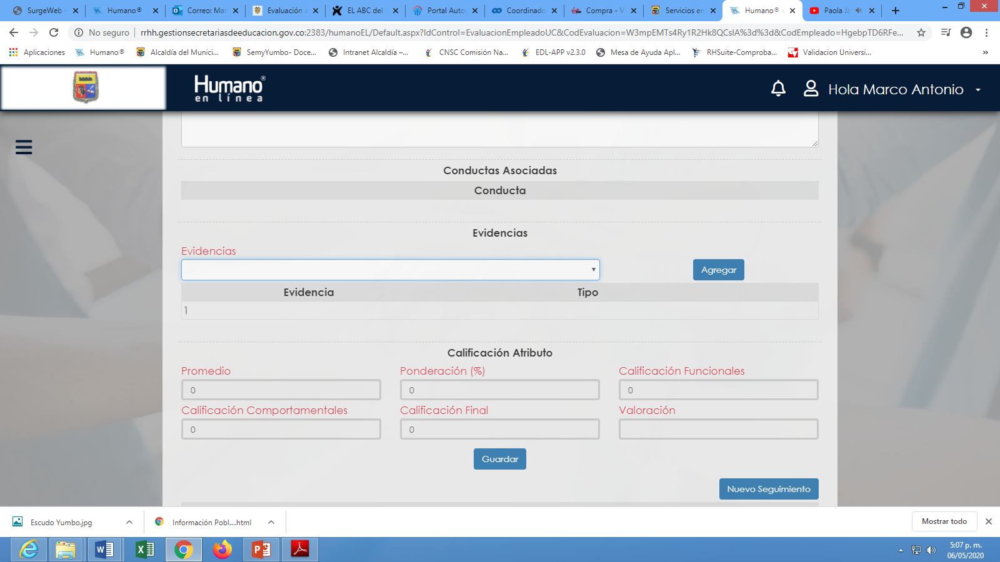 SurgeWeb -
Humano®
Correo: Mar
Evaluación a
EL ABC del
Portal Auto
Coordinado
Compra - V
Servicios en
Humano® e
Paola Ja
No seguro
rrhh.gestionsecretariasdeeducacion.gov.co:2383/humanoEL/Default.aspx?IdControl=EvaluacionEmpleadoUC&CodEvaluacion=W3mpEMTs4Ry1R2Hk8QCsIA%3d%3d&CodEmpleado=HgebpTD6RFe...
Aplicaciones
Humano®
Alcaldía del Munici...
SemyYumbo- Doce...
Intranet Alcaldía –...
CNSC Comisión Na...
EDL-APP v2.3.0
Mesa de Ayuda Apl...
RHSuite-Comproba...
Validacion Universi...
»
Humano®
en línea
Hola Marco Antonio
Conductas Asociadas
Conducta
Evidencias
Evidencias
Agregar
Evidencia Tipo
1
Calificación Atributo
Promedio Ponderación (%) Calificación Funcionales
0 0 0
Calificación Comportamentales Calificación Final Valoración
0 0
Guardar
Nuevo Seguimiento
Escudo Yumbo.jpg
Información Pobl....html
Mostrar todo
5:07 p. m.
06/05/2020